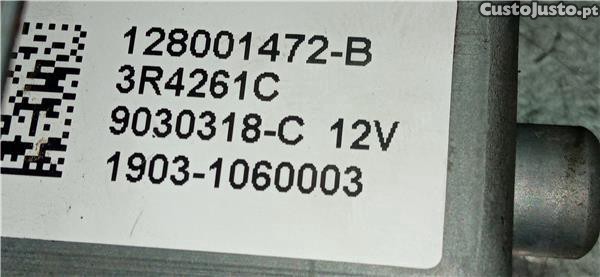 CustoJusto.pt
128001472-B
3R4261C
9030318-C 12V
1903-1060003